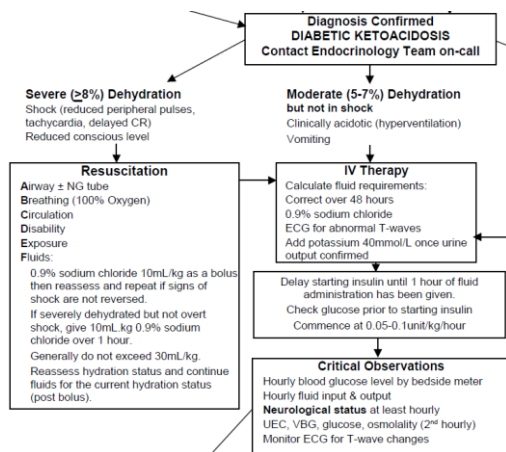 Diagnosis Confirmed
DIABETIC KETOACIDOSIS
Contact Endocrinology Team on-call
Severe (≥8%) Dehydration
Shock (reduced peripheral pulses,
tachycardia, delayed CR)
Reduced conscious level
Resuscitation
Airway ± NG tube
Breathing (100% Oxygen)
Circulation
Disability
Exposure
Fluids:
0.9% sodium chloride 10mL/kg as a bolus
then reassess and repeat if signs of
shock are not reversed.
If severely dehydrated but not overt
shock, give 10mL.kg 0.9% sodium
chloride over 1 hour.
Generally do not exceed 30mL/kg.
Reassess hydration status and continue
fluids for the current hydration status
(post bolus).
Moderate (5-7%) Dehydration
but not in shock
Clinically acidotic (hyperventilation)
Vomiting
IV Therapy
Calculate fluid requirements:
Correct over 48 hours
0.9% sodium chloride
ECG for abnormal T-waves
Add potassium 40mmol/L once urine
output confirmed
Delay starting insulin until 1 hour of fluid
administration has been given.
Check glucose prior to starting insulin
Commence at 0.05-0.1unit/kg/hour
Critical Observations
Hourly blood glucose level by bedside meter
Hourly fluid input & output
Neurological status at least hourly
UEC, VBG, glucose, osmolality (2nd hourly)
Monitor ECG for T-wave changes